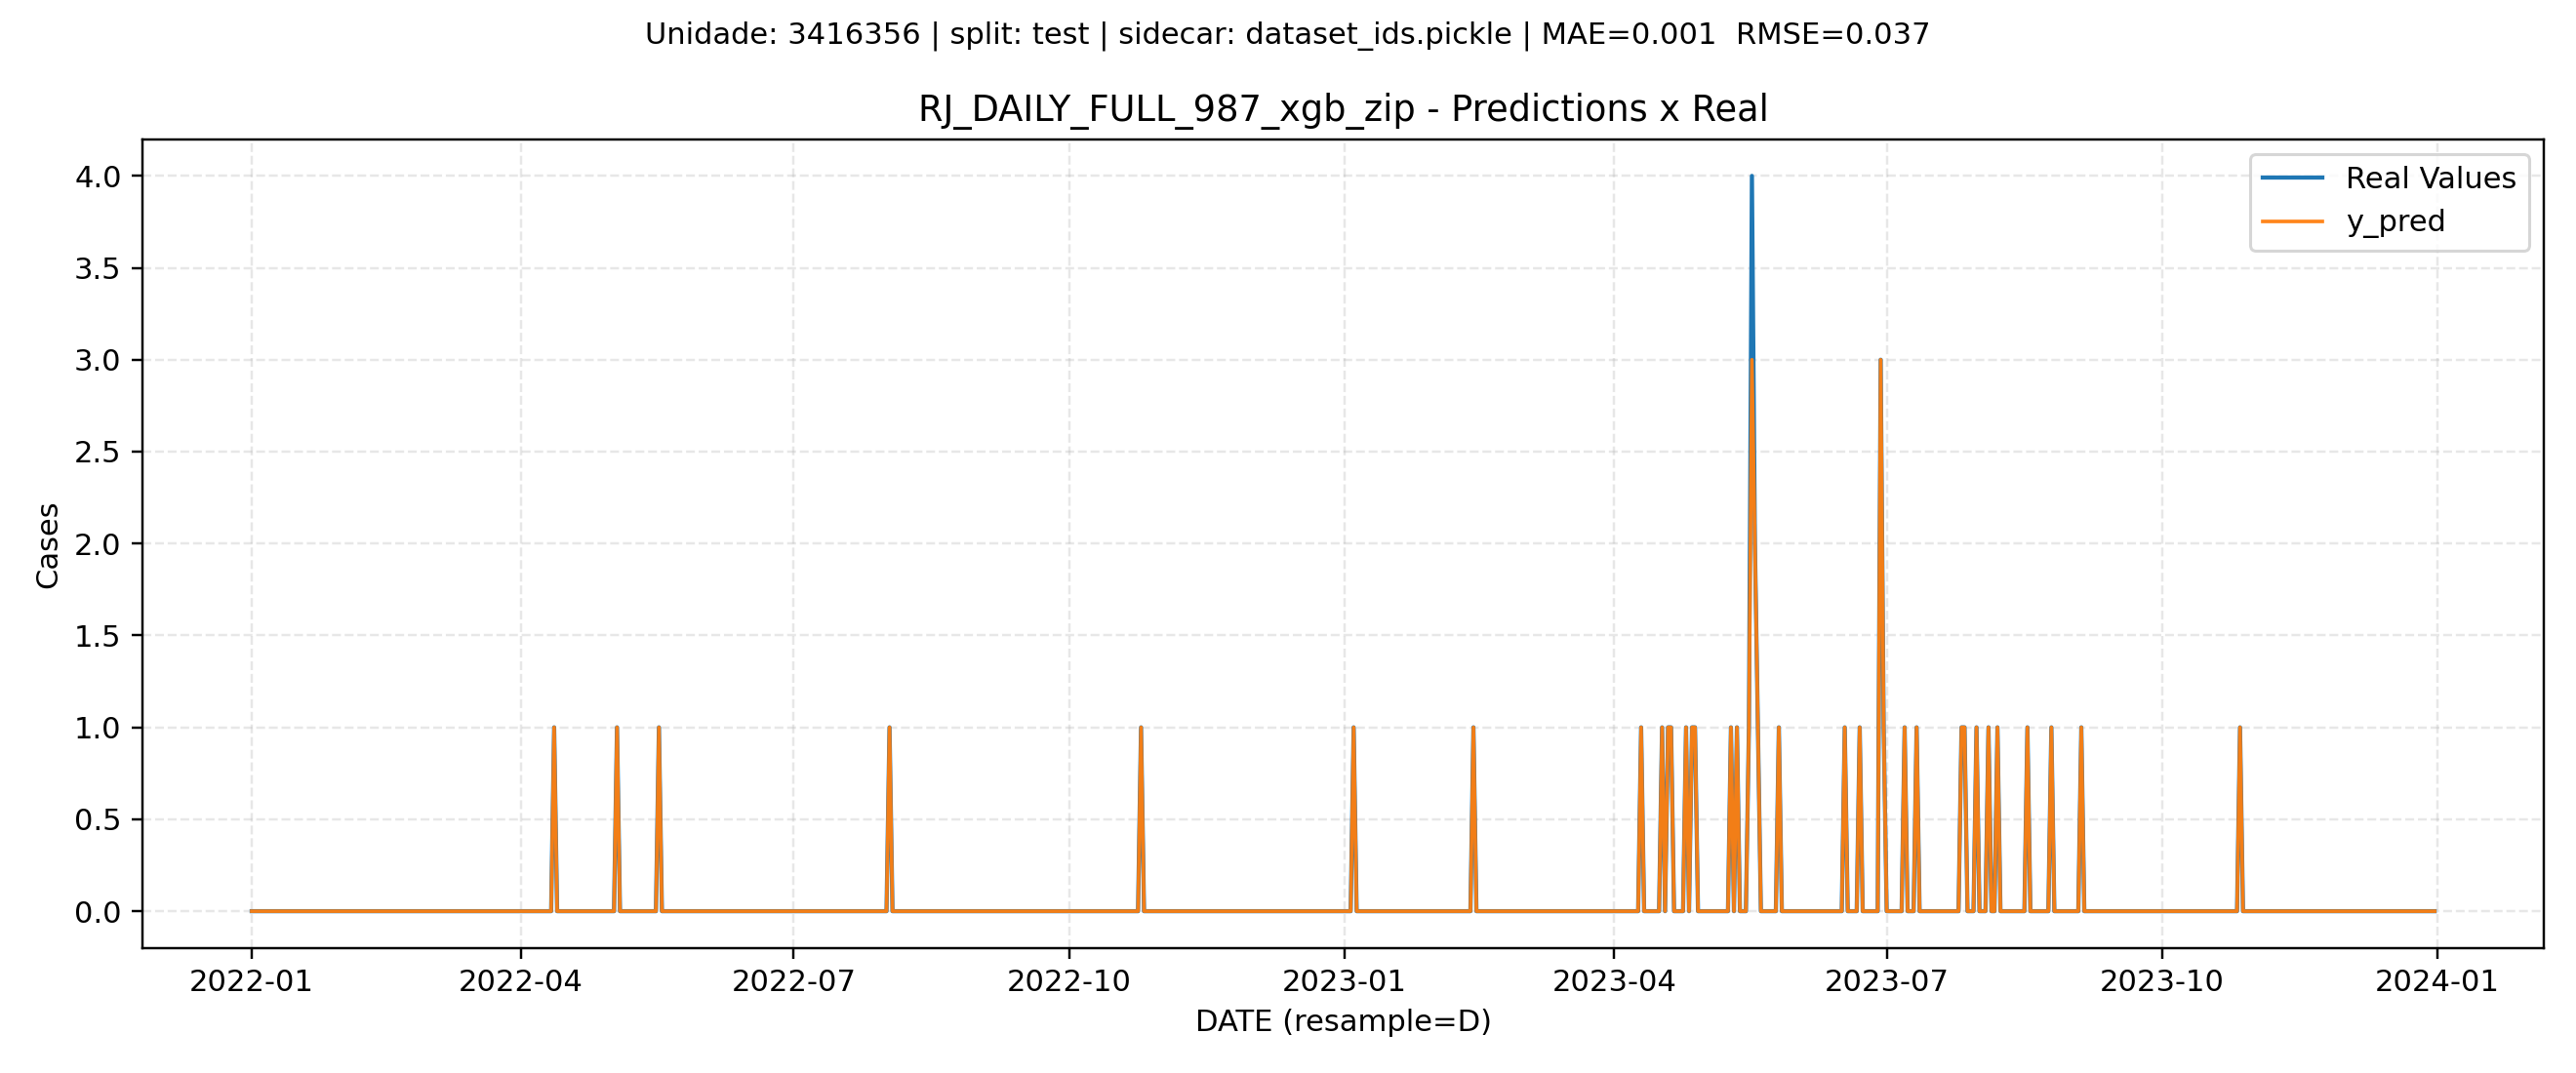 Unidade: 3416356 | split: test | sidecar: dataset_ids.pickle | MAE=0.001  RMSE=0.037
RJ_DAILY_FULL_987_xgb_zip - Predictions x Real
Real Values
y_pred
Cases
4.0
3.5
3.0
2.5
2.0
1.5
1.0
0.5
0.0
2022-01 2022-04 2022-07 2022-10 2023-01 2023-04 2023-07 2023-10 2024-01
DATE (resample=D)